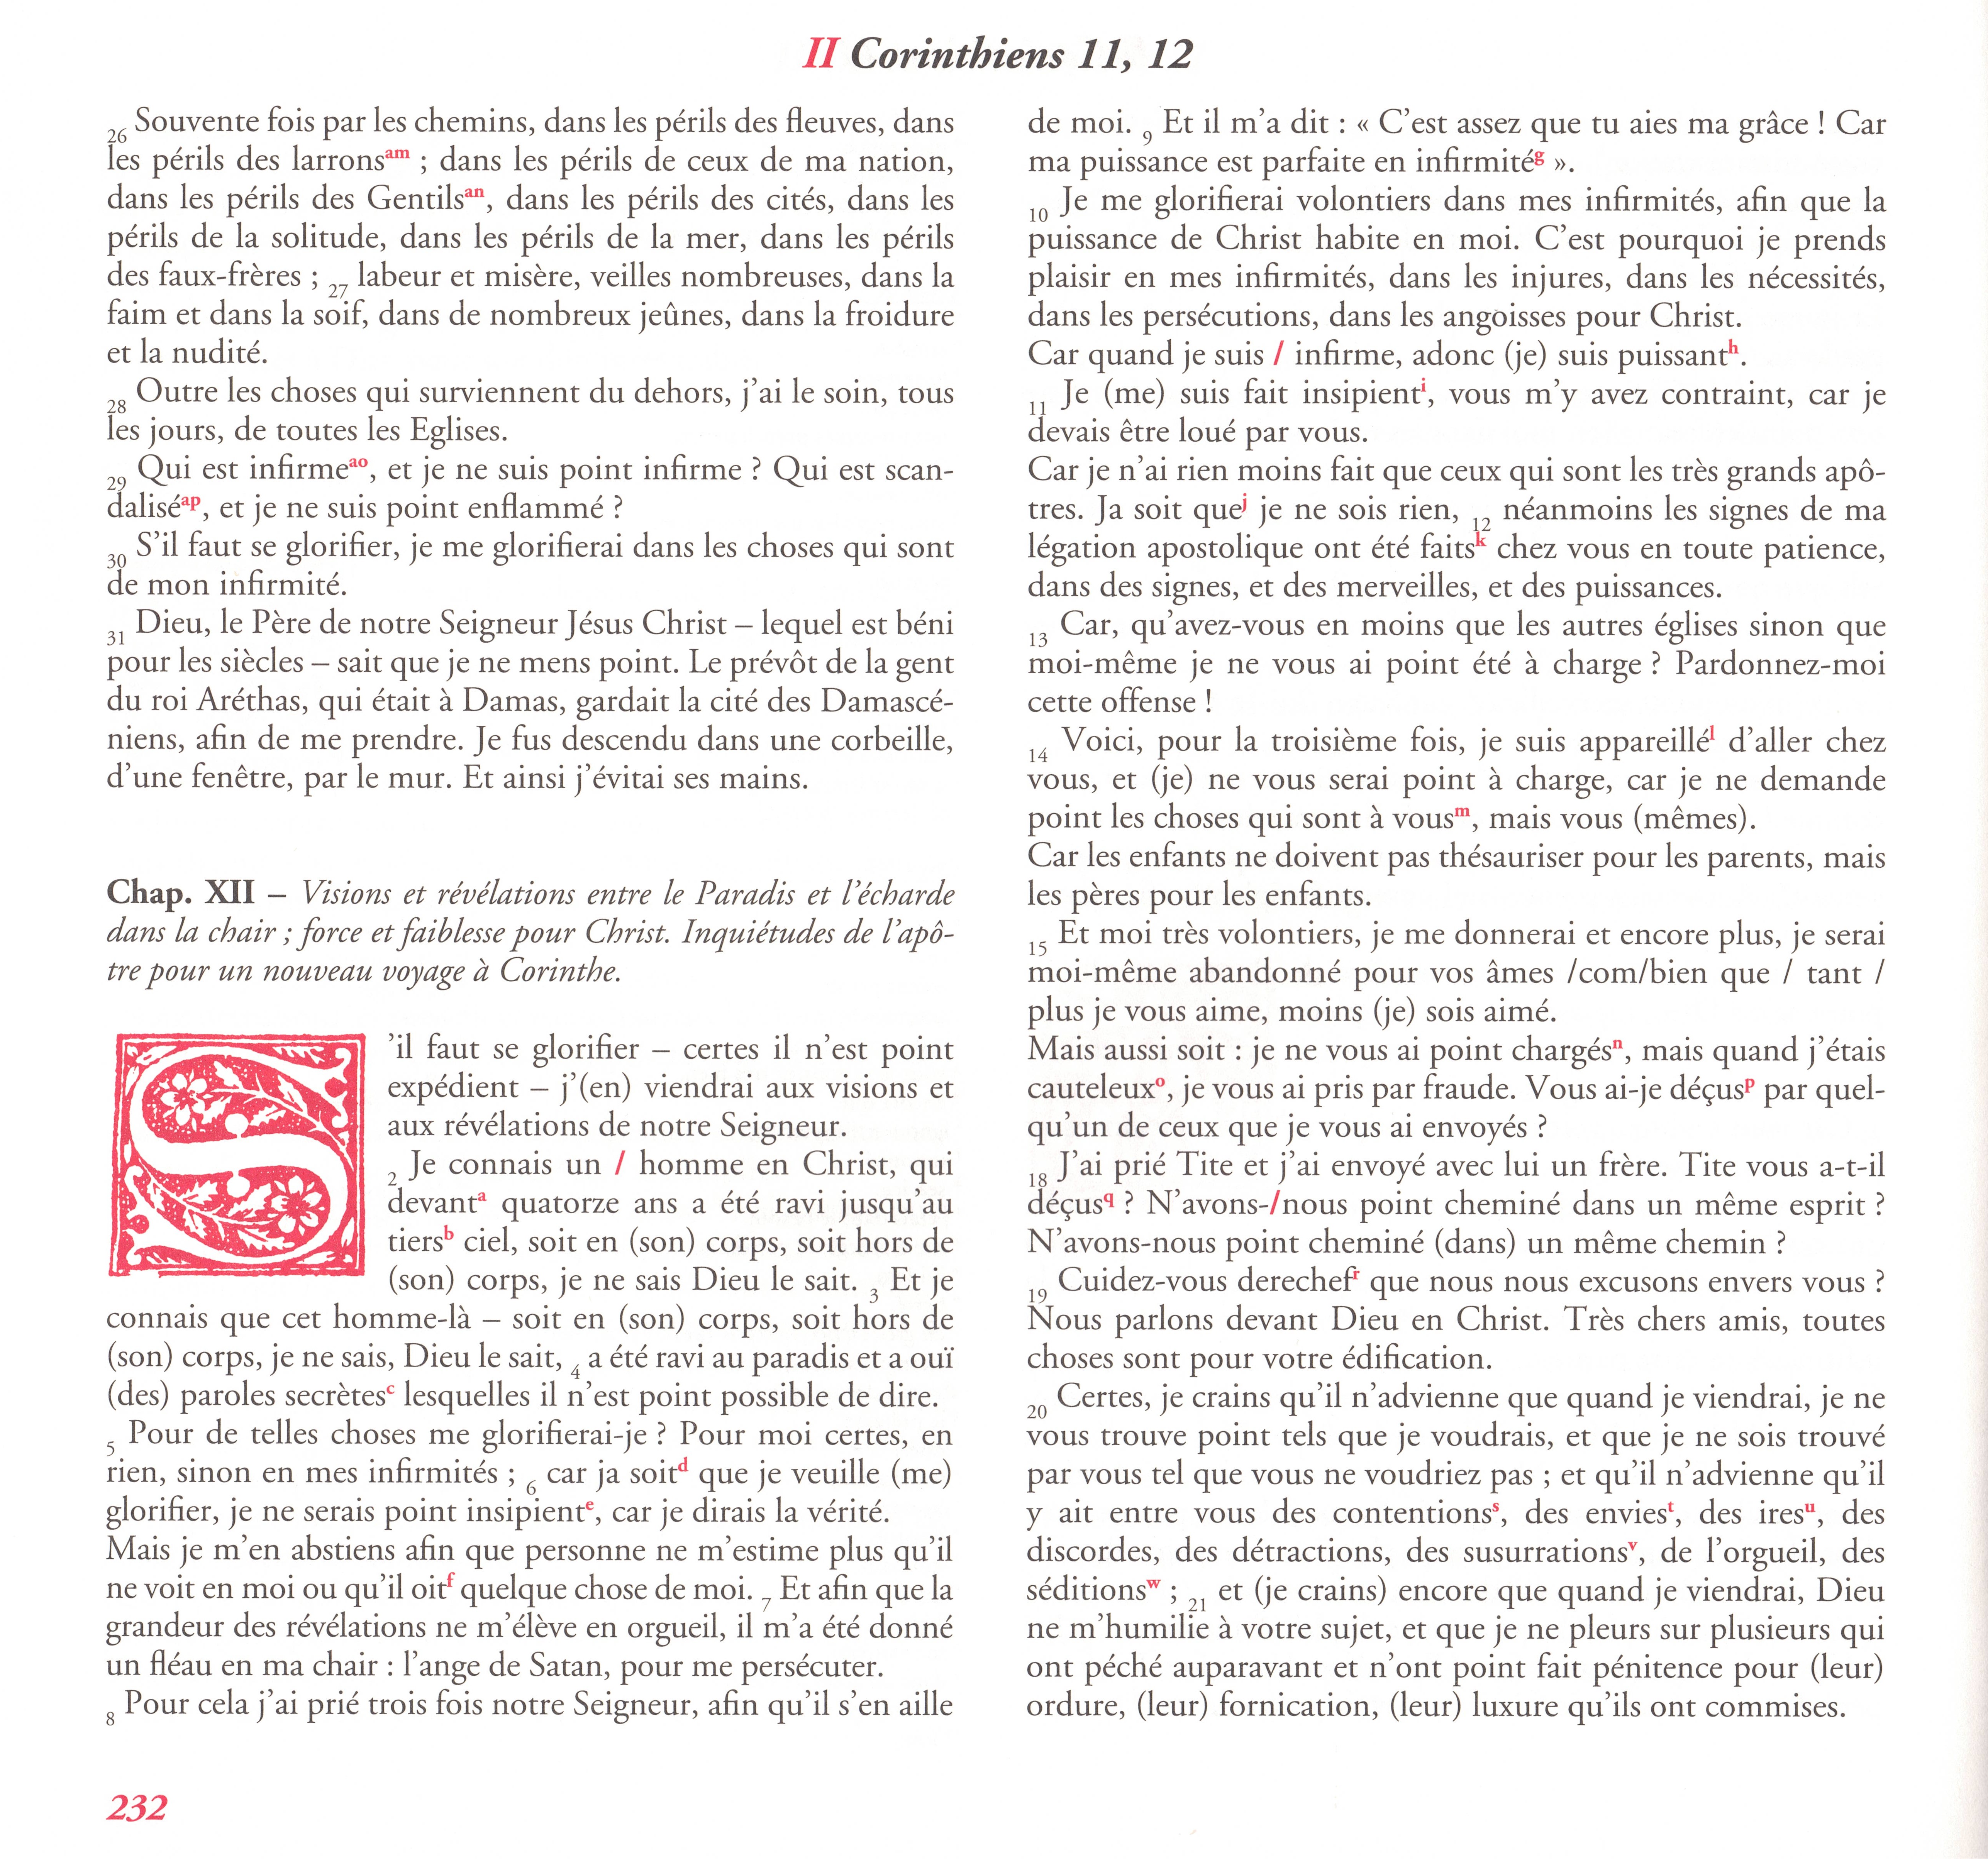 II Corinthiens 11, 12
26 Souvente fois par les chemins, dans les périls des fleuves, dans
les périls des larronsam ; dans les périls de ceux de ma nation,
dans les périls des Gentilsan, dans les périls des cités, dans les
périls de la solitude, dans les périls de la mer, dans les périls
des faux-frères ; 27 labeur et misère, veilles nombreuses, dans la
faim et dans la soif, dans de nombreux jeûnes, dans la froidure
et la nudité.
28 Outre les choses qui surviennent du dehors, j'ai le soin, tous
les jours, de toutes les Eglises.
29 Qui est infirmeao, et je ne suis point infirme ? Qui est scan-
daliséap, et je ne suis point enflammé ?
30 S'il faut se glorifier, je me glorifierai dans les choses qui sont
de mon infirmité.
31 Dieu, le Père de notre Seigneur Jésus Christ – lequel est béni
pour les siècles – sait que je ne mens point. Le prévôt de la gent
du roi Aréthas, qui était à Damas, gardait la cité des Damascé-
niens, afin de me prendre. Je fus descendu dans une corbeille,
d'une fenêtre, par le mur. Et ainsi j'évitai ses mains.
Chap. XII – Visions et révélations entre le Paradis et l'écharde
dans la chair ; force et faiblesse pour Christ. Inquiétudes de l'apô-
tre pour un nouveau voyage à Corinthe.
S'il faut se glorifier – certes il n'est point
expédient – j'(en) viendrai aux visions et
aux révélations de notre Seigneur.
2 Je connais un / homme en Christ, qui
devanta quatorze ans a été ravi jusqu'au
tiersb ciel, soit en (son) corps, soit hors de
(son) corps, je ne sais Dieu le sait. 3 Et je
connais que cet homme-là – soit en (son) corps, soit hors de
(son) corps, je ne sais, Dieu le sait, 4 a été ravi au paradis et a ouï
(des) paroles secrètesc lesquelles il n'est point possible de dire.
5 Pour de telles choses me glorifierai-je ? Pour moi certes, en
rien, sinon en mes infirmités ; 6 car ja soitd que je veuille (me)
glorifier, je ne serais point insipiente, car je dirais la vérité.
Mais je m'en abstiens afin que personne ne m'estime plus qu'il
ne voit en moi ou qu'il oitf quelque chose de moi. 7 Et afin que la
grandeur des révélations ne m'élève en orgueil, il m'a été donné
un fléau en ma chair : l'ange de Satan, pour me persécuter.
8 Pour cela j'ai prié trois fois notre Seigneur, afin qu'il s'en aille
de moi. 9 Et il m'a dit : « C'est assez que tu aies ma grâce ! Car
ma puissance est parfaite en infirmitég ».
10 Je me glorifierai volontiers dans mes infirmités, afin que la
puissance de Christ habite en moi. C'est pourquoi je prends
plaisir en mes infirmités, dans les injures, dans les nécessités,
dans les persécutions, dans les angoisses pour Christ.
Car quand je suis / infirme, adonc (je) suis puissanth.
11 Je (me) suis fait insipienti, vous m'y avez contraint, car je
devais être loué par vous.
Car je n'ai rien moins fait que ceux qui sont les très grands apô-
tres. Ja soit quej je ne sois rien, 12 néanmoins les signes de ma
légation apostolique ont été faitsk chez vous en toute patience,
dans des signes, et des merveilles, et des puissances.
13 Car, qu'avez-vous en moins que les autres églises sinon que
moi-même je ne vous ai point été à charge ? Pardonnez-moi
cette offense !
14 Voici, pour la troisième fois, je suis appareillél d'aller chez
vous, et (je) ne vous serai point à charge, car je ne demande
point les choses qui sont à vousm, mais vous (mêmes).
Car les enfants ne doivent pas thésauriser pour les parents, mais
les pères pour les enfants.
15 Et moi très volontiers, je me donnerai et encore plus, je serai
moi-même abandonné pour vos âmes /com/bien que / tant /
plus je vous aime, moins (je) sois aimé.
Mais aussi soit : je ne vous ai point chargésn, mais quand j'étais
cauteleuxo, je vous ai pris par fraude. Vous ai-je déçusp par quel-
qu'un de ceux que je vous ai envoyés ?
18 J'ai prié Tite et j'ai envoyé avec lui un frère. Tite vous a-t-il
déçusq ? N'avons-/nous point cheminé dans un même esprit ?
N'avons-nous point cheminé (dans) un même chemin ?
19 Cuidez-vous derechefr que nous nous excusons envers vous ?
Nous parlons devant Dieu en Christ. Très chers amis, toutes
choses sont pour votre édification.
20 Certes, je crains qu'il n'advienne que quand je viendrai, je ne
vous trouve point tels que je voudrais, et que je ne sois trouvé
par vous tel que vous ne voudriez pas ; et qu'il n'advienne qu'il
y ait entre vous des contentionss, des enviest, des iresu, des
discordes, des détractions, des susurrationsv, de l'orgueil, des
séditionsw ; 21 et (je crains) encore que quand je viendrai, Dieu
ne m'humilie à votre sujet, et que je ne pleurs sur plusieurs qui
ont péché auparavant et n'ont point fait pénitence pour (leur)
ordure, (leur) fornication, (leur) luxure qu'ils ont commises.
232